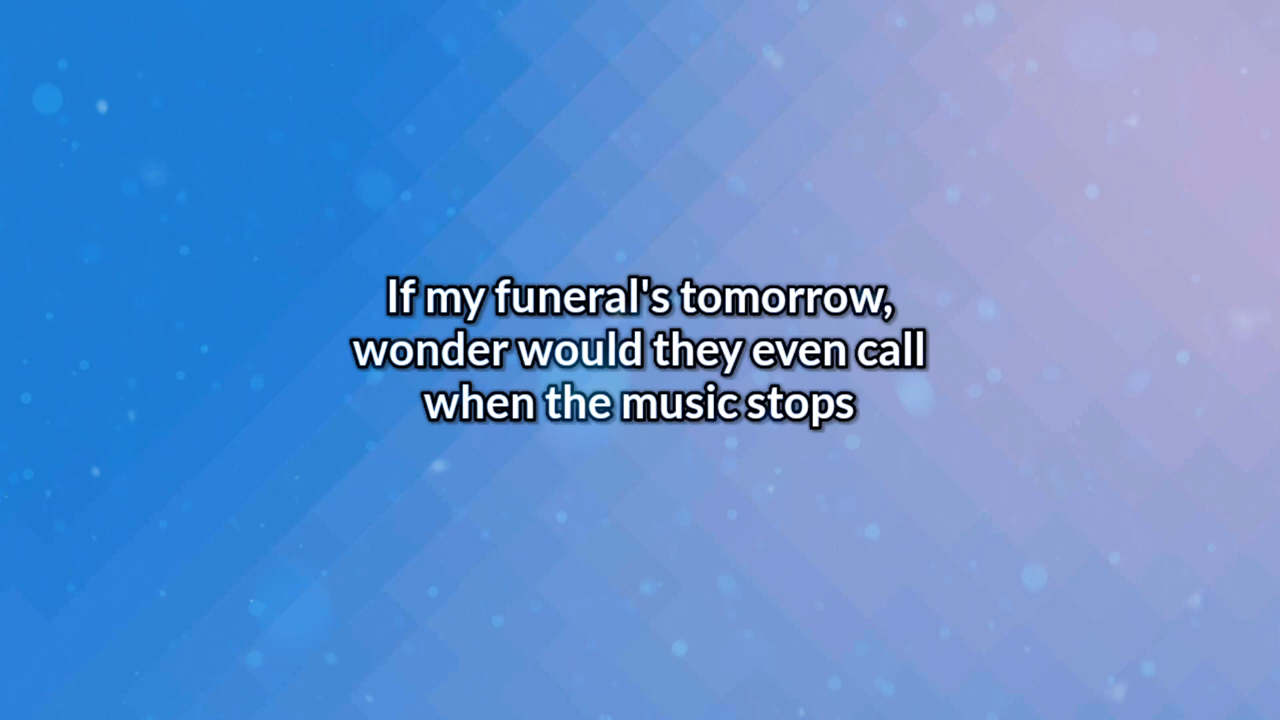 If my funeral's tomorrow,
wonder would they even call
when the music stops